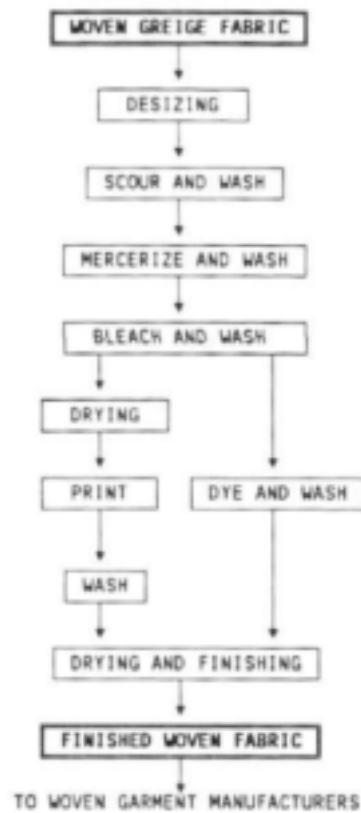 WOVEN GREIGE FABRIC
DESIZING
SCOUR AND WASH
MERCERIZE AND WASH
BLEACH AND WASH
DRYING
PRINT
DYE AND WASH
WASH
DRYING AND FINISHING
FINISHED WOVEN FABRIC
TO WOVEN GARMENT MANUFACTURERS